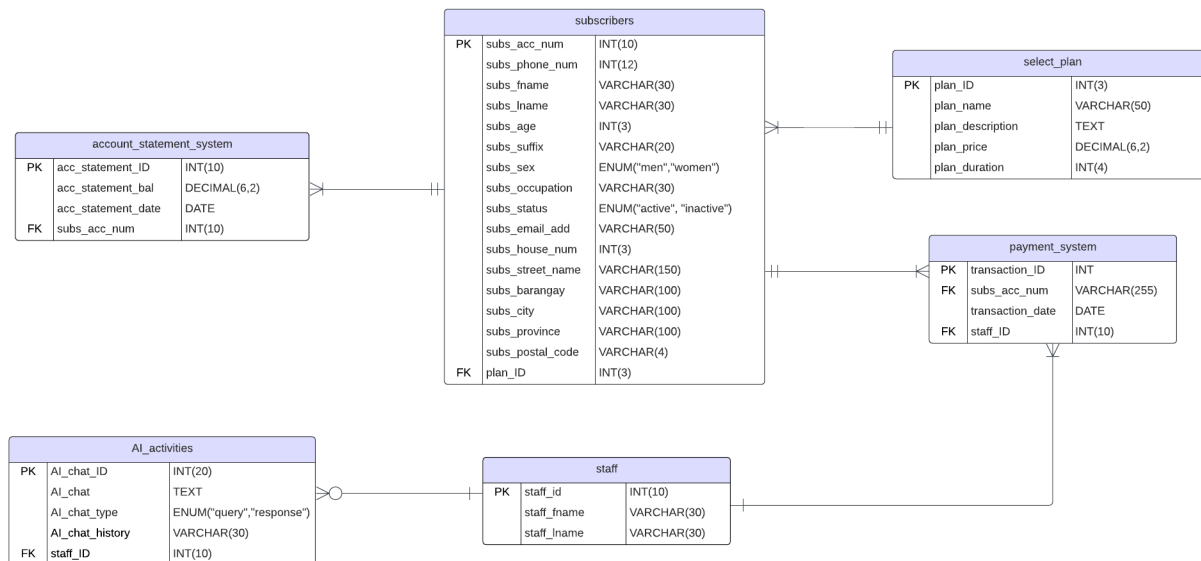 subscribers
PK subs_acc_num INT(10)
subs_phone_num INT(12)
subs_fname VARCHAR(30)
subs_lname VARCHAR(30)
subs_age INT(3)
subs_suffix VARCHAR(20)
subs_sex ENUM("men","women")
subs_occupation VARCHAR(30)
subs_status ENUM("active", "inactive")
subs_email_add VARCHAR(50)
subs_house_num INT(3)
subs_street_name VARCHAR(150)
subs_barangay VARCHAR(100)
subs_city VARCHAR(100)
subs_province VARCHAR(100)
subs_postal_code VARCHAR(4)
FK plan_ID INT(3)
select_plan
PK plan_ID INT(3)
plan_name VARCHAR(50)
plan_description TEXT
plan_price DECIMAL(6,2)
plan_duration INT(4)
account_statement_system
PK acc_statement_ID INT(10)
acc_statement_bal DECIMAL(6,2)
acc_statement_date DATE
FK subs_acc_num INT(10)
payment_system
PK transaction_ID INT
FK subs_acc_num VARCHAR(255)
transaction_date DATE
FK staff_ID INT(10)
AI_activities
PK AI_chat_ID INT(20)
AI_chat TEXT
AI_chat_type ENUM("query","response")
AI_chat_history VARCHAR(30)
FK staff_ID INT(10)
staff
PK staff_id INT(10)
staff_fname VARCHAR(30)
staff_lname VARCHAR(30)